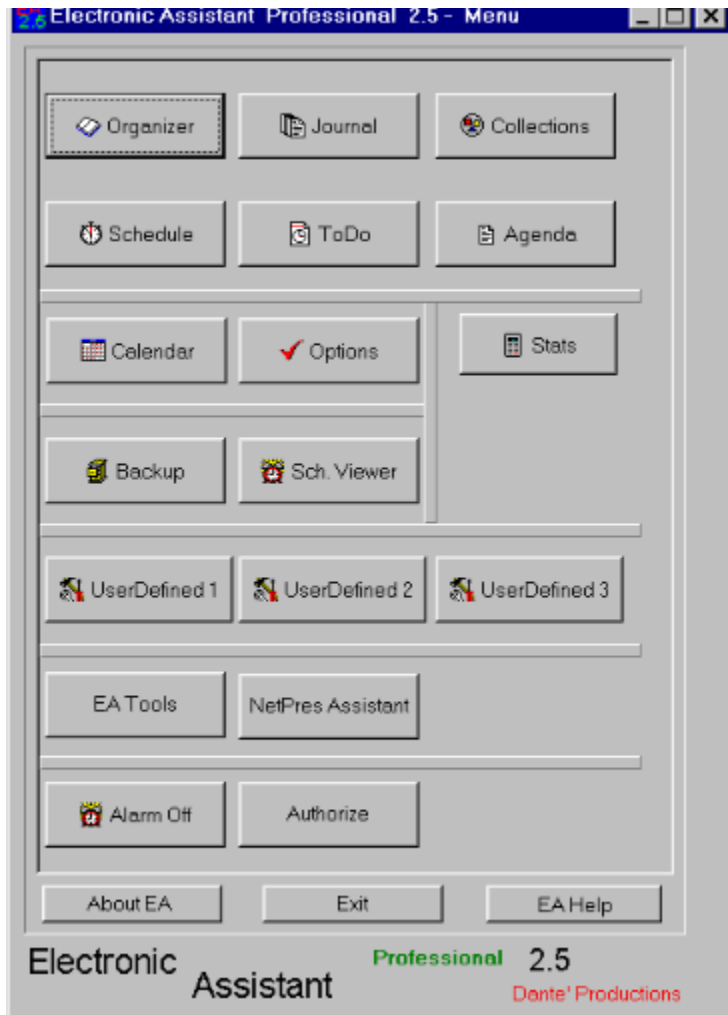 2.5 Electronic Assistant Professional 2.5 - Menu
Organizer Journal Collections
Schedule ToDo Agenda
Calendar Options Stats
Backup Sch. Viewer
UserDefined 1 UserDefined 2 UserDefined 3
EA Tools NetPres Assistant
Alarm Off Authorize
About EA Exit EA Help
Electronic Professional 2.5
Assistant Dante' Productions